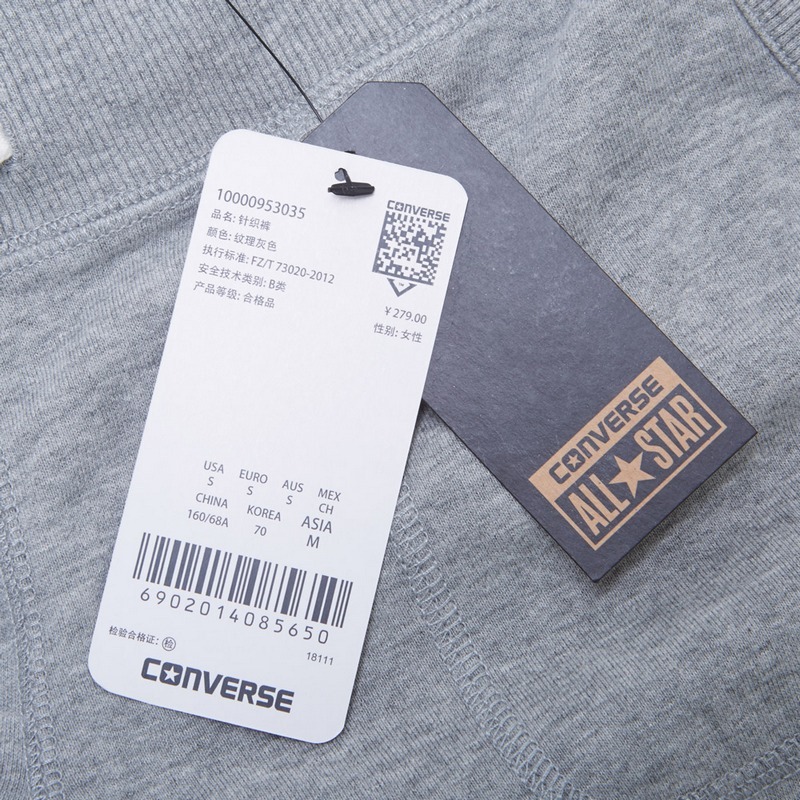 10000953035
品名: 针织裤
颜色: 纹理灰色
执行标准: FZ/T 73020-2012
安全技术类别: B类
产品等级: 合格品
CONVERSE
¥279.00
性别: 女性
USA EURO AUS MEX
S S S CH
CHINA KOREA ASIA
160/68A 70 M
6902014085650
检验合格证: 检
18111
CONVERSE
CONVERSE
ALL STAR